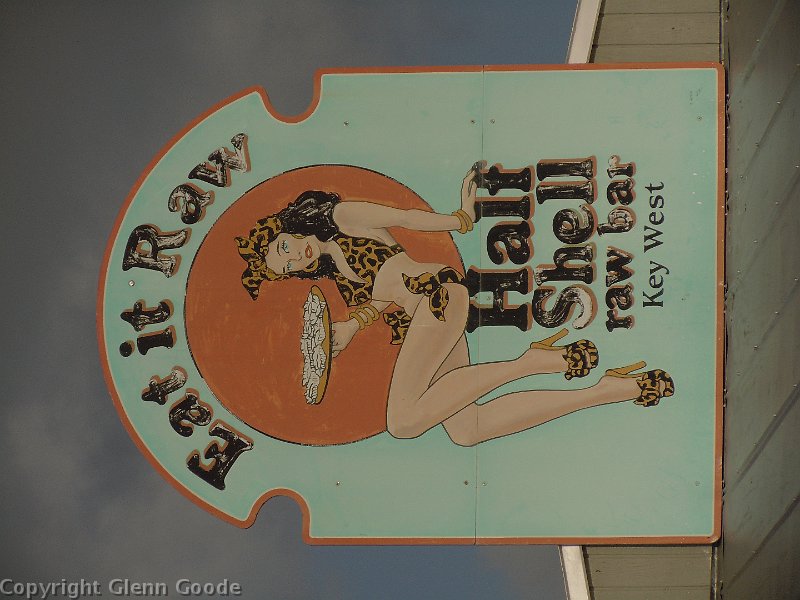 Eat it Raw
Half
Shell
raw bar
Key West
Copyright Glenn Goode